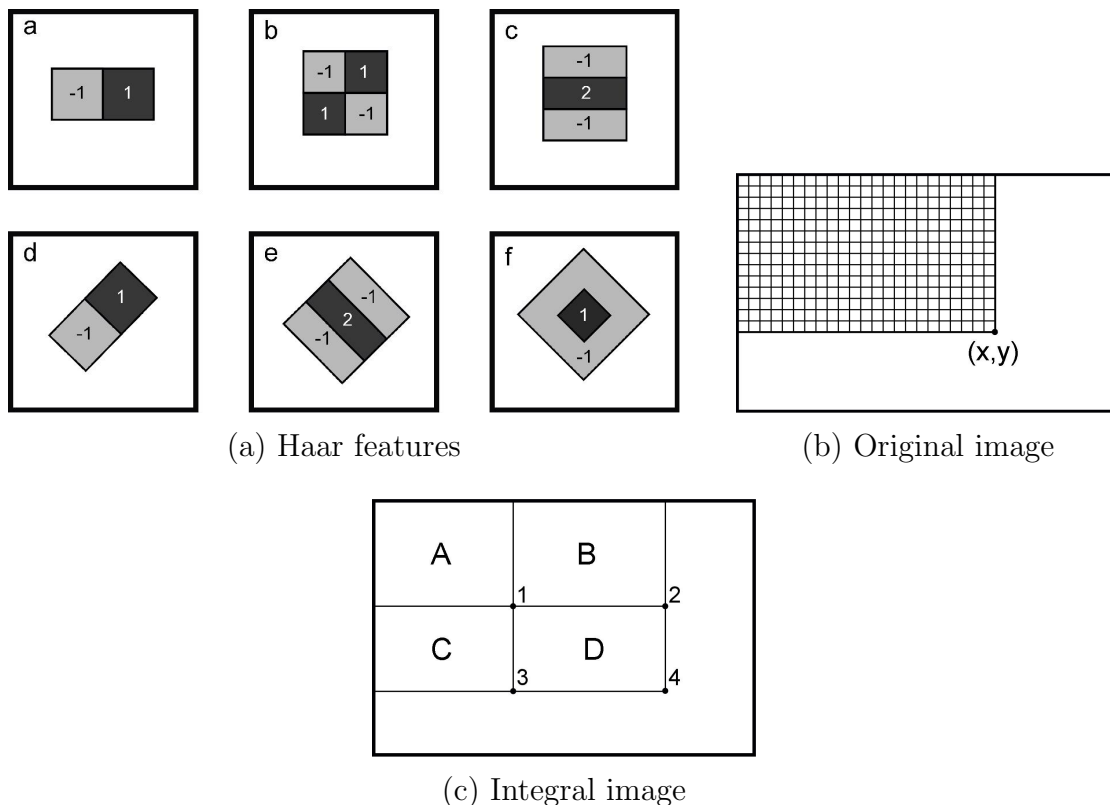 a
b
c
-1 1
-1 1
1 -1
-1
2
-1
d
e
f
1
-1
-1
2
-1
1
-1
(x,y)
(a) Haar features
(b) Original image
A
B
1
2
C
D
3
4
(c) Integral image